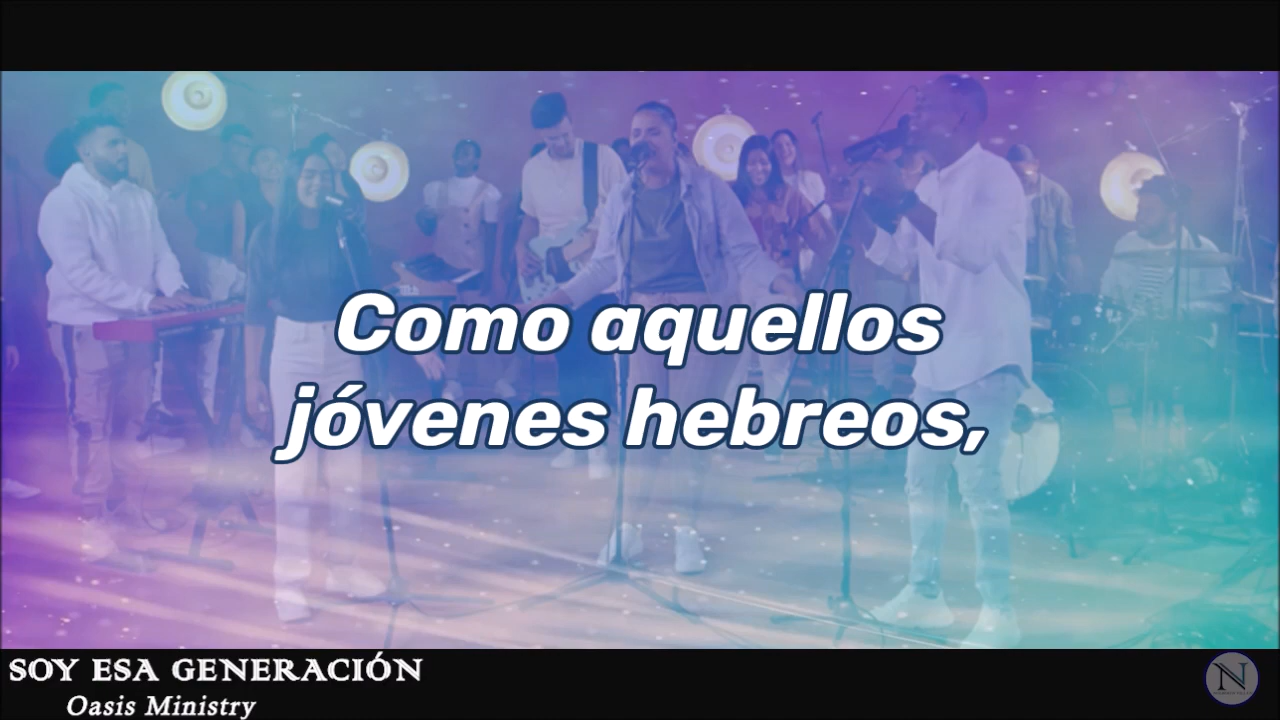 Como aquellos
jóvenes hebreos,
SOY ESA GENERACIÓN
Oasis Ministry
N